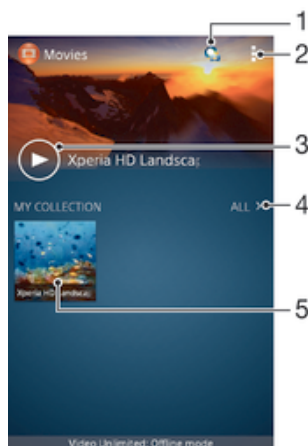 1
Movies
2
3
Xperia HD Landscap
4
MY COLLECTION
ALL
5
Xperia HD Landscap
Video Unlimited: Offline mode